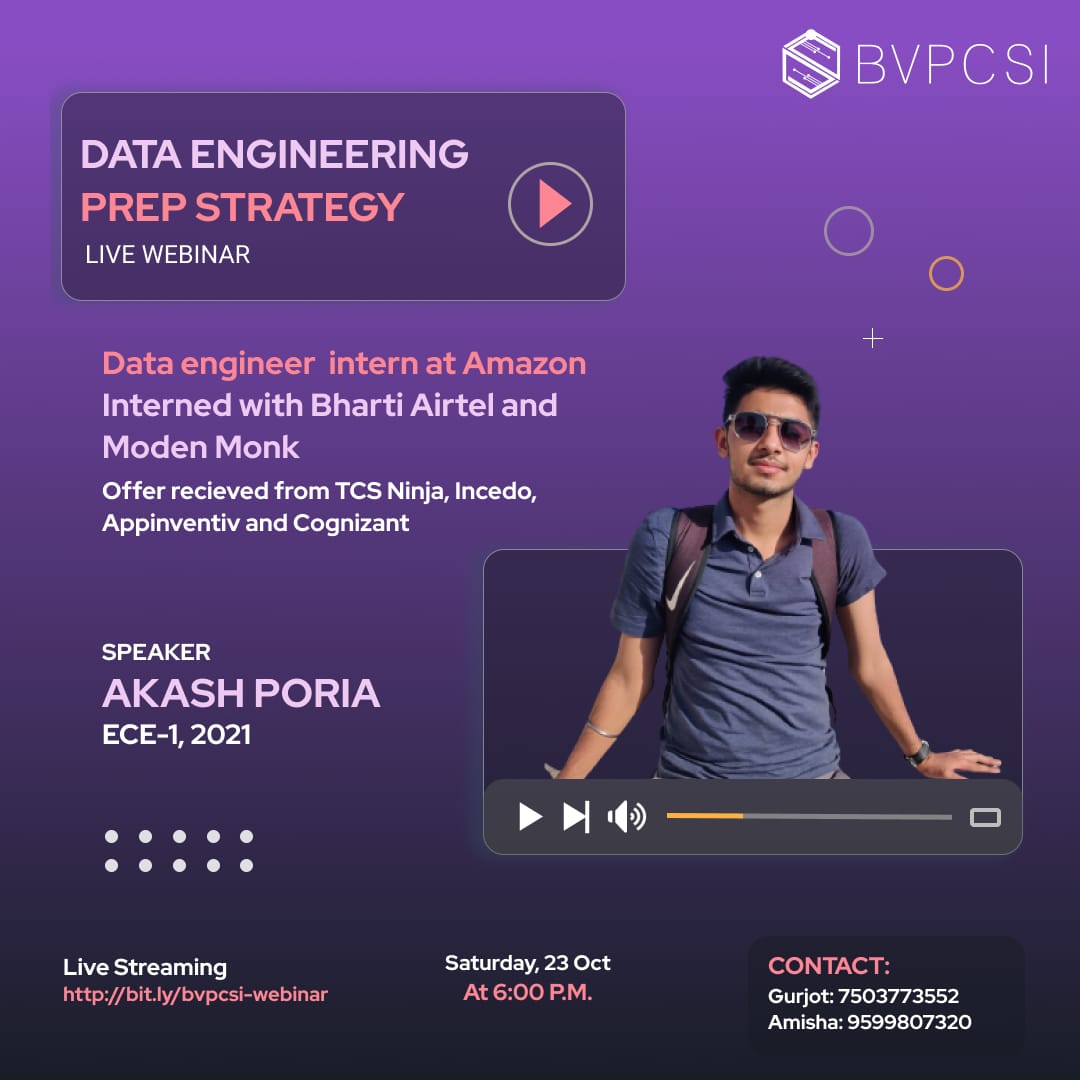 BVPCSI
DATA ENGINEERING
PREP STRATEGY
LIVE WEBINAR
Data engineer intern at Amazon
Interned with Bharti Airtel and
Moden Monk
Offer recieved from TCS Ninja, Incedo,
Appinventiv and Cognizant
SPEAKER
AKASH PORIA
ECE-1, 2021
Live Streaming
http://bit.ly/bvpcsi-webinar
Saturday, 23 Oct
At 6:00 P.M.
CONTACT:
Gurjot: 7503773552
Amisha: 9599807320